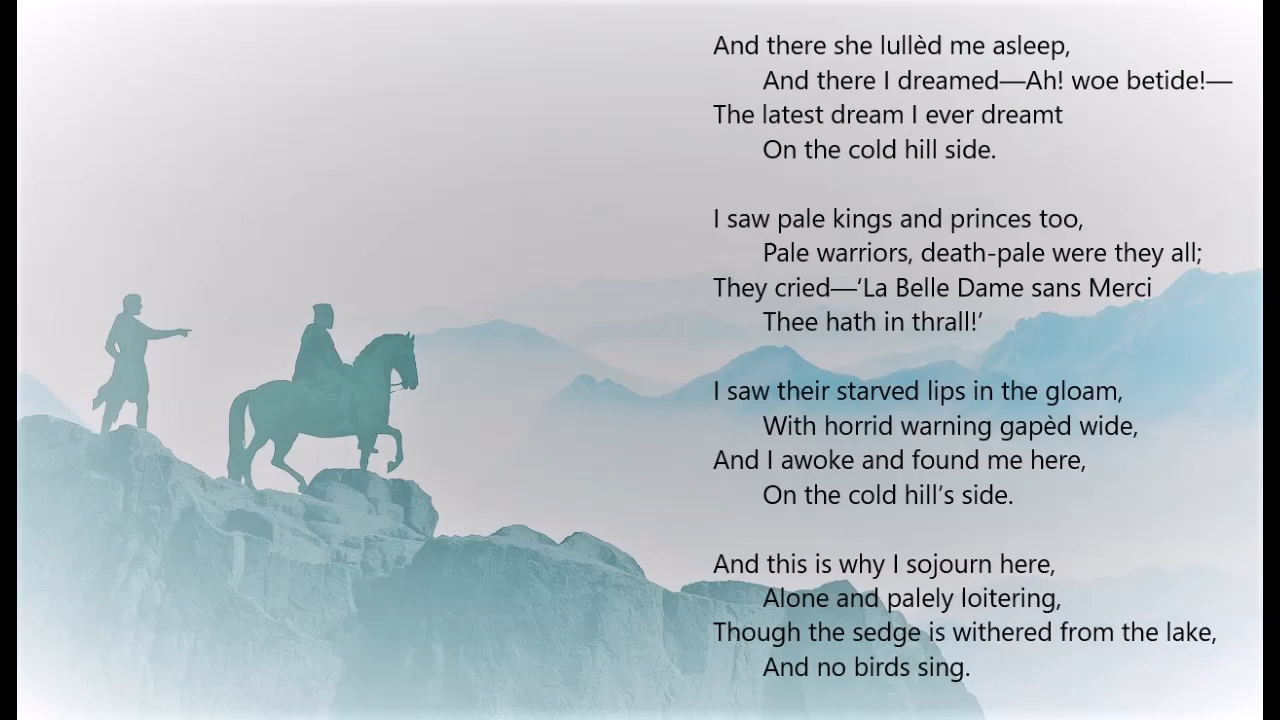 And there she lullèd me asleep,
And there I dreamed—Ah! woe betide!—
The latest dream I ever dreamt
On the cold hill side.
I saw pale kings and princes too,
Pale warriors, death-pale were they all;
They cried—‘La Belle Dame sans Merci
Thee hath in thrall!’
I saw their starved lips in the gloam,
With horrid warning gapèd wide,
And I awoke and found me here,
On the cold hill’s side.
And this is why I sojourn here,
Alone and palely loitering,
Though the sedge is withered from the lake,
And no birds sing.